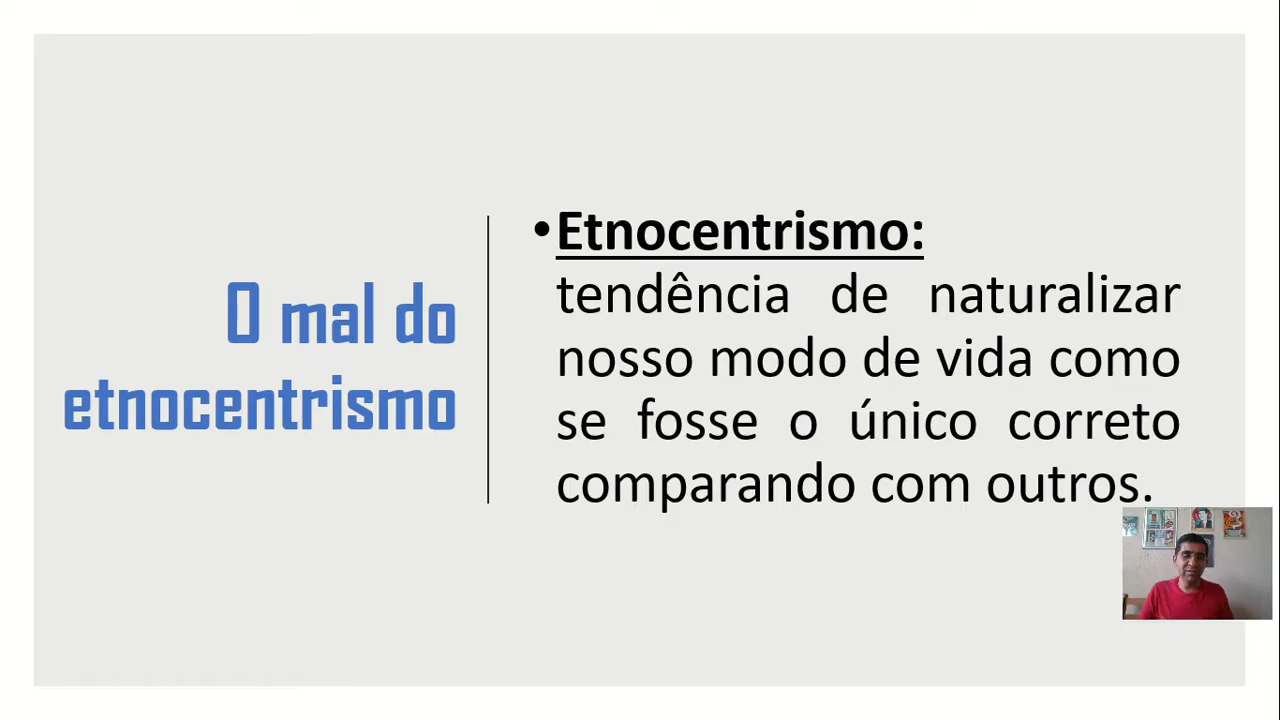 O mal do
etnocentrismo
•Etnocentrismo:
tendência de naturalizar
nosso modo de vida como
se fosse o único correto
comparando com outros.